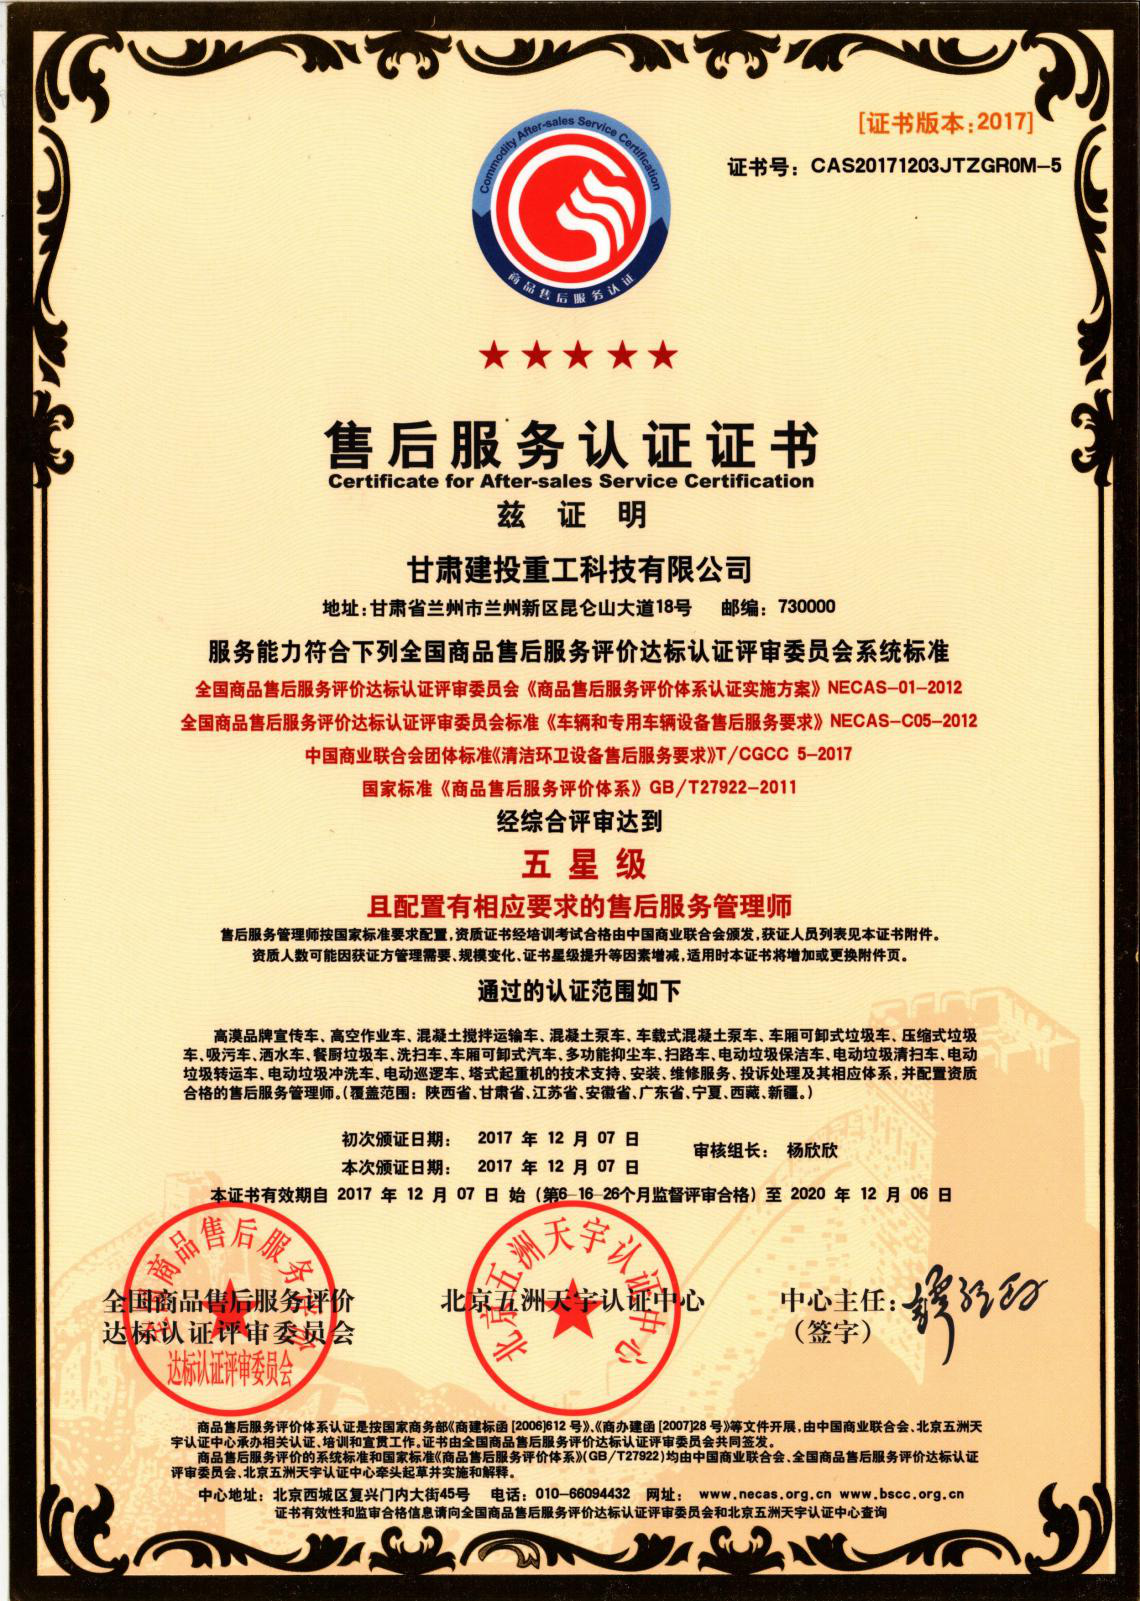 [证书版本:2017]
证书号：CAS20171203JTZGR0M-5
Commodity After-sales Service Certification
商品售后服务认证
售后服务认证证书
Certificate for After-sales Service Certification
兹证明
甘肃建投重工科技有限公司
地址:甘肃省兰州市兰州新区昆仑山大道18号 邮编：730000
服务能力符合下列全国商品售后服务评价达标认证评审委员会系统标准
全国商品售后服务评价达标认证评审委员会《商品售后服务评价体系认证实施方案》NECAS-01-2012
全国商品售后服务评价达标认证评审委员会标准《车辆和专用车辆设备售后服务要求》NECAS-C05-2012
中国商业联合会团体标准《清洁环卫设备售后服务要求》T/CGCC 5-2017
国家标准《商品售后服务评价体系》GB/T27922-2011
经综合评审达到
五星级
且配置有相应要求的售后服务管理师
售后服务管理师按国家标准要求配置,资质证书经培训考试合格由中国商业联合会颁发,获证人员列表见本证书附件。
资质人数可能因获证方管理需要、规模变化、证书星级提升等因素增减,适用时本证书将增加或更换附件页。
通过的认证范围如下
高漠品牌宣传车、高空作业车、混凝土搅拌运输车、混凝土泵车、车载式混凝土泵车、车厢可卸式垃圾车、压缩式垃圾
车、吸污车、洒水车、餐厨垃圾车、洗扫车、车厢可卸式汽车、多功能抑尘车、扫路车、电动垃圾保洁车、电动垃圾清扫车、电动
垃圾转运车、电动垃圾冲洗车、电动巡逻车、塔式起重机的技术支持、安装、维修服务、投诉处理及其相应体系,并配置资质
合格的售后服务管理师。(覆盖范围：陕西省、甘肃省、江苏省、安徽省、广东省、宁夏、西藏、新疆。)
初次颁证日期： 2017 年 12 月 07 日
审核组长： 杨欣欣
本次颁证日期： 2017 年 12 月 07 日
本证书有效期自 2017 年 12 月 07 日 始 (第6-16-26个月监督评审合格) 至 2020 年 12 月 06 日
全国商品售后服务评价
达标认证评审委员会
全国商品售后服务评价
达标认证评审委员会
北京五洲天宇认证中心
北京五洲天宇认证中心
中心主任:
（签字）
商品售后服务评价体系认证是按国家商务部《商建标函[2006]612号》、《商办建函[2007]28号》等文件开展,由中国商业联合会、北京五洲天
宇认证中心承办相关认证、培训和宣贯工作。证书由全国商品售后服务评价达标认证评审委员会共同签发。
商品售后服务评价的系统标准和国家标准《商品售后服务评价体系》(GB/T27922)均由中国商业联合会、全国商品售后服务评价达标认证
评审委员会、北京五洲天宇认证中心牵头起草并实施和解释。
中心地址：北京西城区复兴门内大街45号 电话：010-66094432 网址： www.necas.org.cn www.bscc.org.cn
证书有效性和监审合格信息请向全国商品售后服务评价达标认证评审委员会和北京五洲天宇认证中心查询